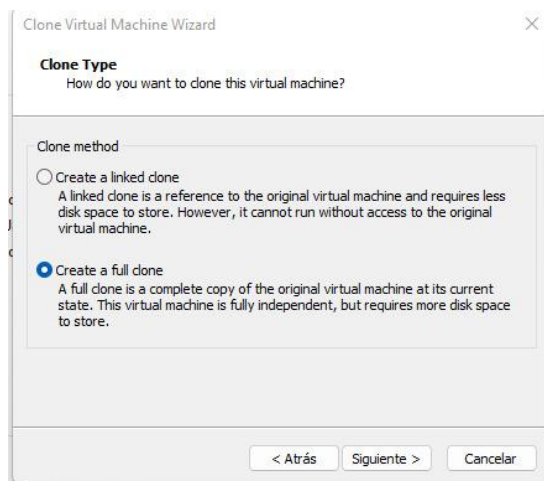 Clone Virtual Machine Wizard
Clone Type
How do you want to clone this virtual machine?
Clone method
Create a linked clone
A linked clone is a reference to the original virtual machine and requires less
disk space to store. However, it cannot run without access to the original
virtual machine.
Create a full clone
A full clone is a complete copy of the original virtual machine at its current
state. This virtual machine is fully independent, but requires more disk space
to store.
< Atrás Siguiente > Cancelar